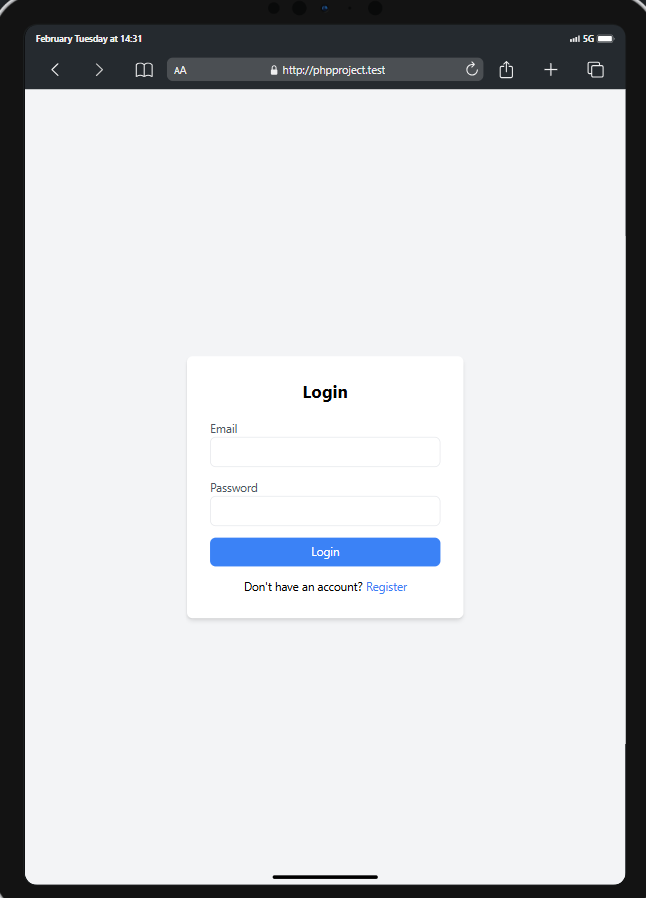 February Tuesday at 14:31
5G
AA
http://phpproject.test
Login
Email
Password
Login
Don't have an account? Register